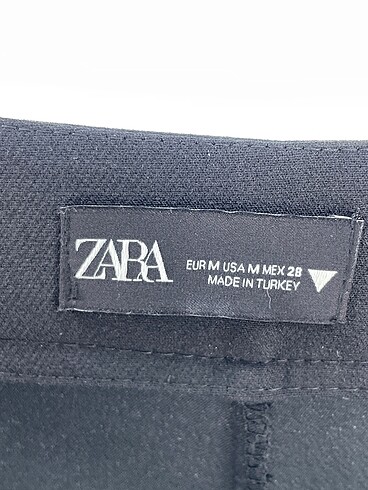 ZARA
EUR M USA M MEX 28
MADE IN TURKEY